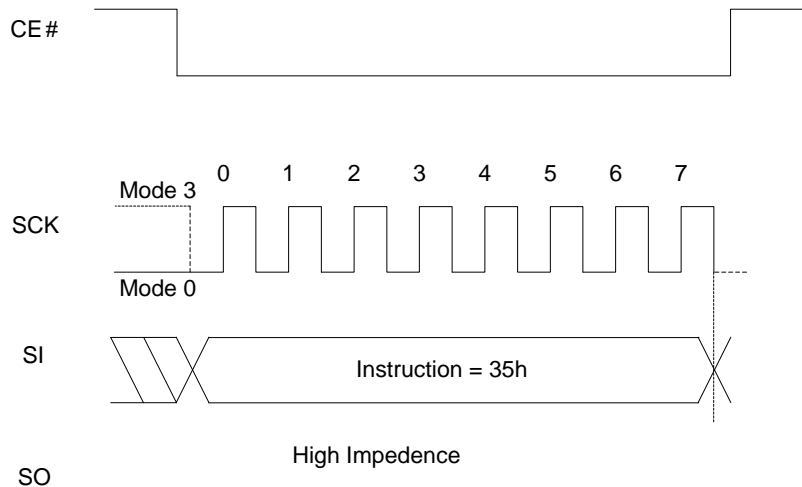 CE #
0 1 2 3 4 5 6 7
Mode 3
SCK
Mode 0
SI
Instruction = 35h
High Impedence
SO